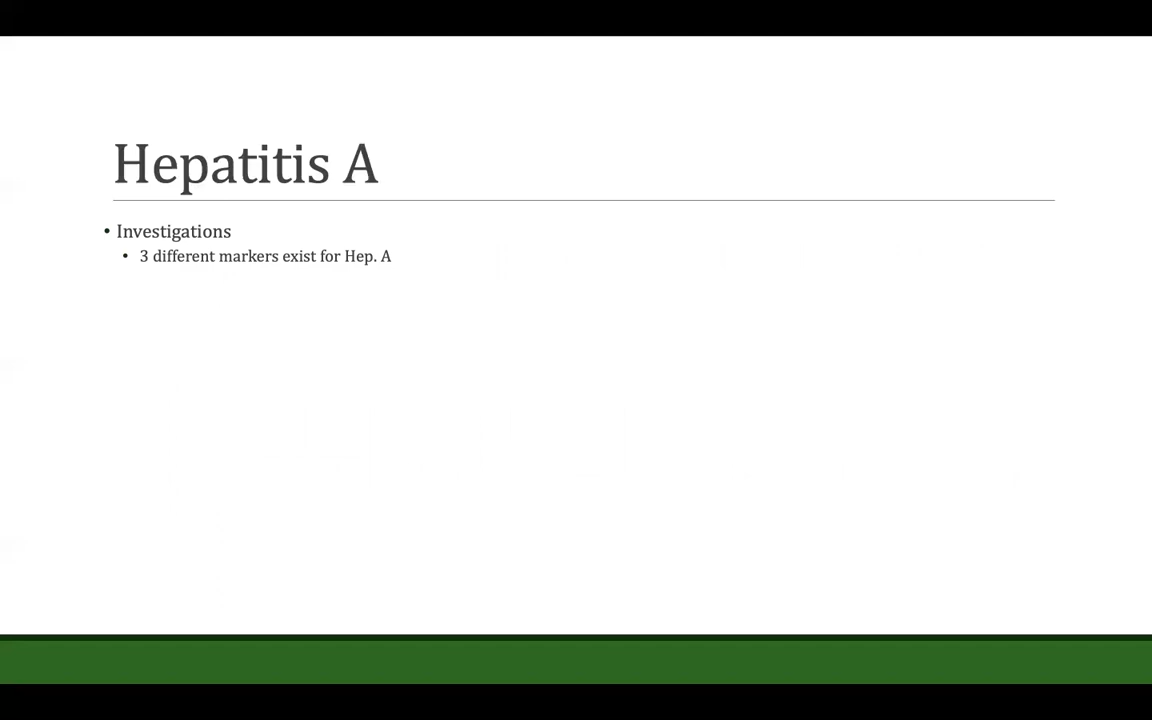 Hepatitis A
• Investigations
• 3 different markers exist for Hep. A